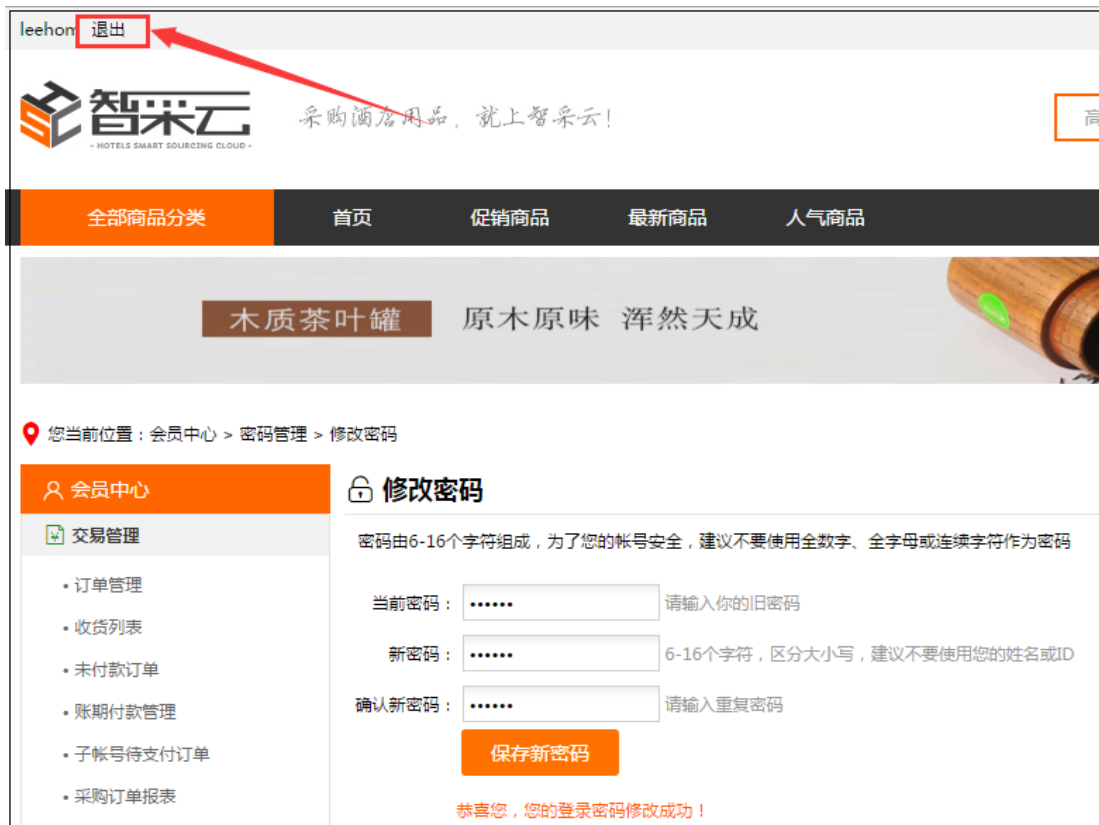 leehom 退出
智采云
- HOTELS SMART SOURCING CLOUD -
采购酒店用品，就上智采云！
高
全部商品分类 首页 促销商品 最新商品 人气商品
木质茶叶罐 原木原味 浑然天成
您当前位置：会员中心 > 密码管理 > 修改密码
会员中心
交易管理
• 订单管理
• 收货列表
• 未付款订单
• 账期付款管理
• 子帐号待支付订单
• 采购订单报表
修改密码
密码由6-16个字符组成，为了您的帐号安全，建议不要使用全数字、全字母或连续字符作为密码
当前密码： •••••• 请输入你的旧密码
新密码： •••••• 6-16个字符，区分大小写，建议不要使用您的姓名或ID
确认新密码： •••••• 请输入重复密码
保存新密码
恭喜您，您的登录密码修改成功！